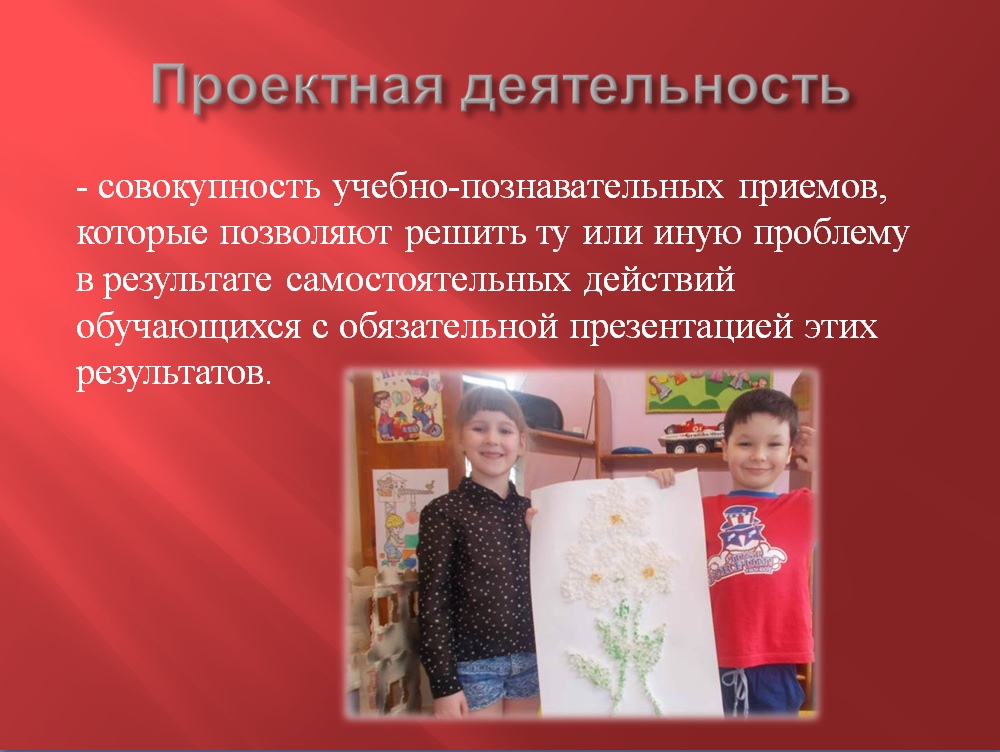 Проектная деятельность
- совокупность учебно-познавательных приемов,
которые позволяют решить ту или иную проблему
в результате самостоятельных действий
обучающихся с обязательной презентацией этих
результатов.